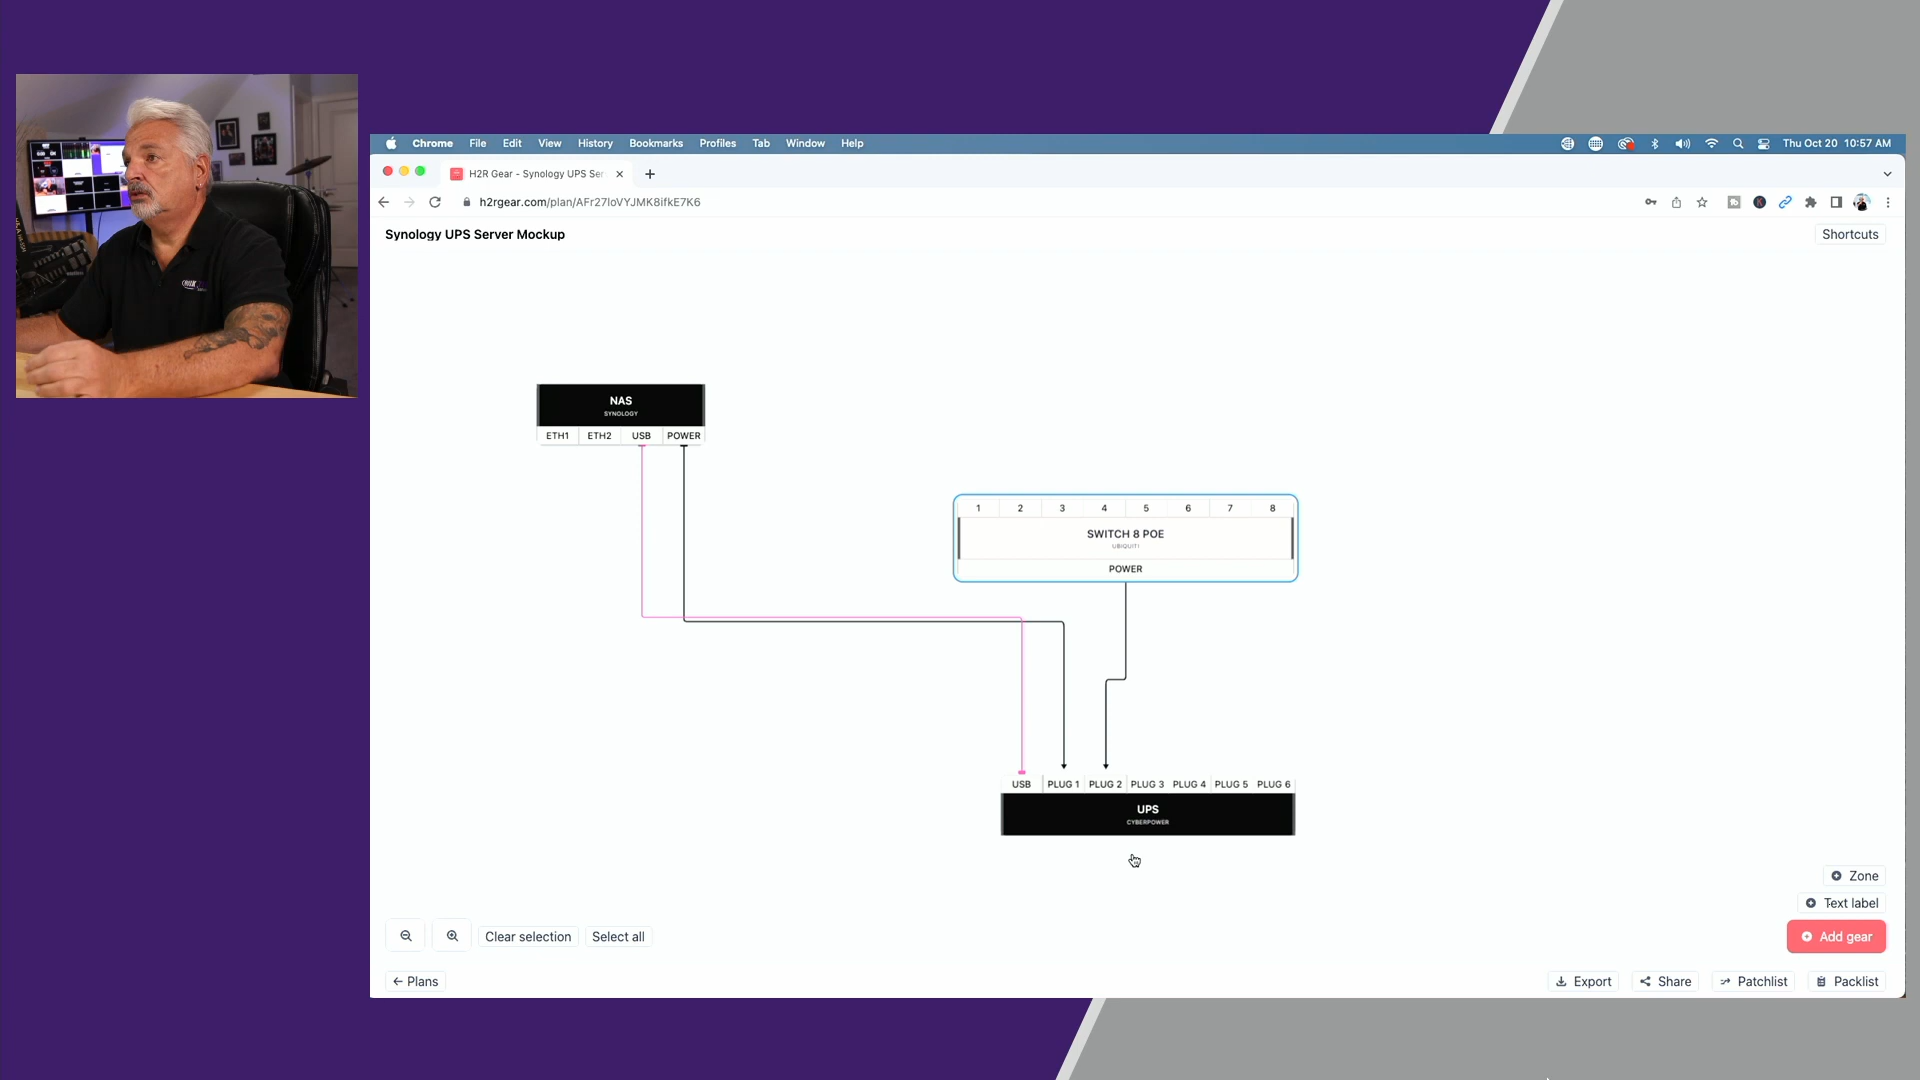 Chrome File Edit View History Bookmarks Profiles Tab Window Help Thu Oct 20 10:57 AM
H2R Gear - Synology UPS Ser
h2rgear.com/plan/AFr27loVYJMK8ifkE7K6
Synology UPS Server Mockup Shortcuts
NAS
SYNOLOGY
ETH1 ETH2 USB POWER
1 2 3 4 5 6 7 8
SWITCH 8 POE
UBIQUITI
POWER
USB PLUG 1 PLUG 2 PLUG 3 PLUG 4 PLUG 5 PLUG 6
UPS
CYBERPOWER
Zone
Text label
Clear selection Select all Add gear
Plans Export Share Patchlist Packlist